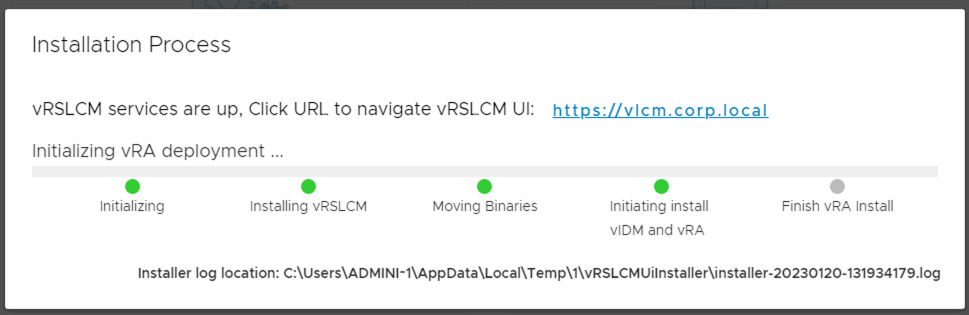 Installation Process
vRSLCM services are up, Click URL to navigate vRSLCM UI: https://vlcm.corp.local
Initializing vRA deployment ...
Initializing Installing vRSLCM Moving Binaries Initiating install vIDM and vRA Finish vRA Install
Installer log location: C:\Users\ADMINI~1\AppData\Local\Temp\1\vRSLCMUiInstaller\installer-20230120-131934179.log